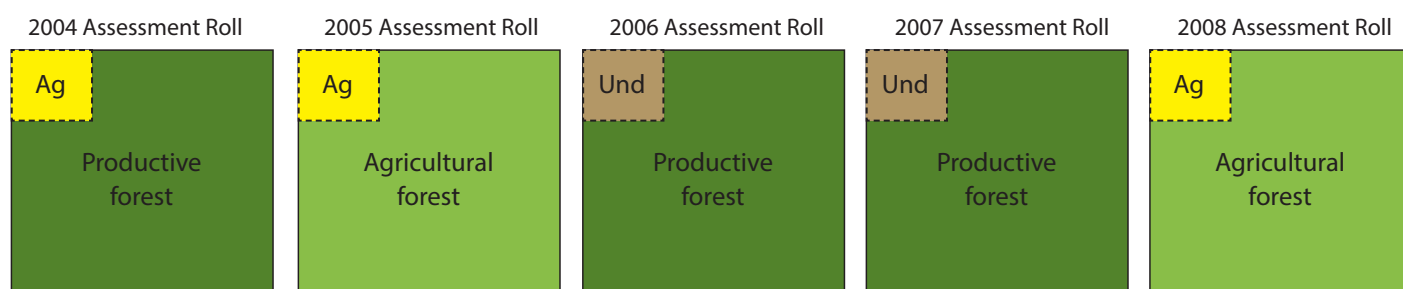 2004 Assessment Roll
Ag
Productive
forest
2005 Assessment Roll
Ag
Agricultural
forest
2006 Assessment Roll
Und
Productive
forest
2007 Assessment Roll
Und
Productive
forest
2008 Assessment Roll
Ag
Agricultural
forest